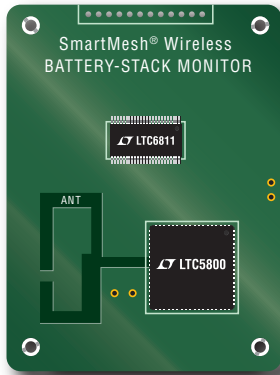 SmartMesh® Wireless
BATTERY-STACK MONITOR
LTC6811
ANT
LTC5800